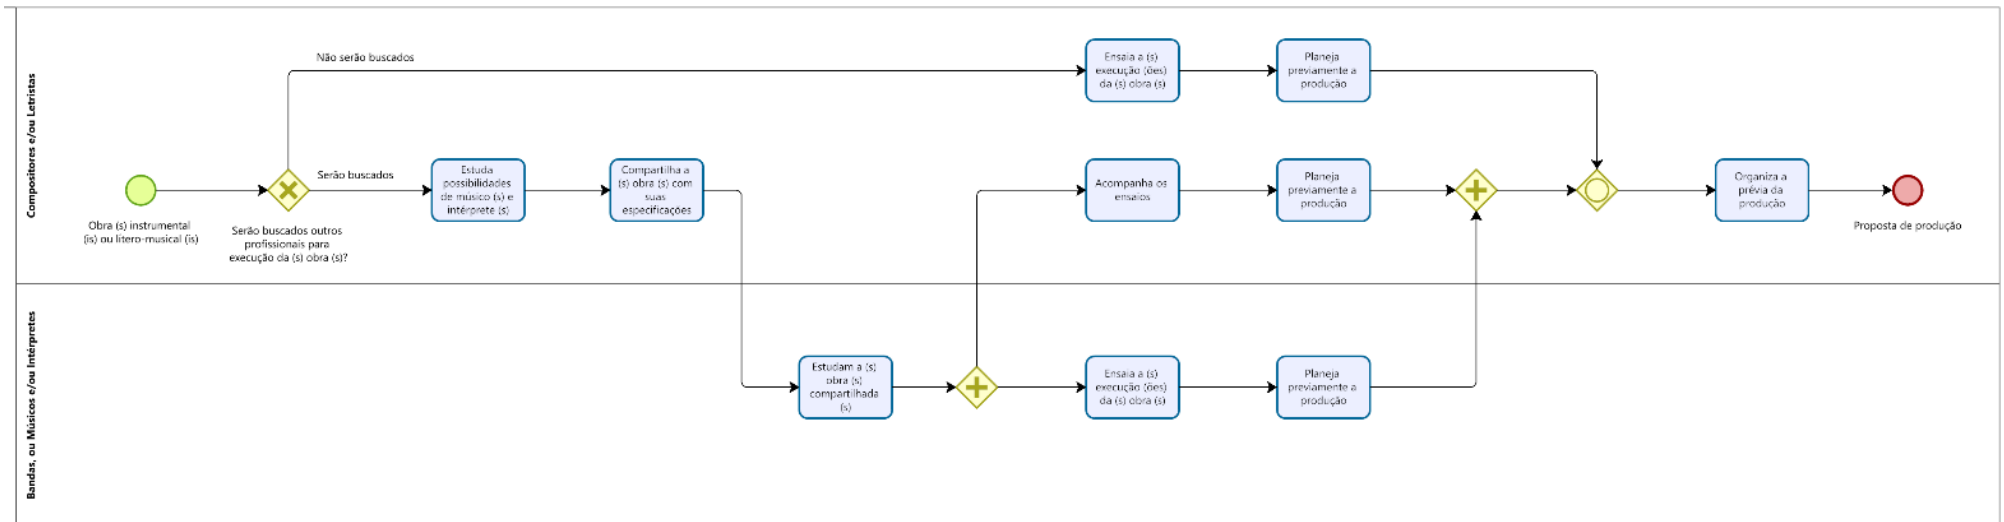 Compositores e/ou Letristas
Não serão buscados
Ensaia a (s)
execução (ões)
da (s) obra (s)
Planeja
previamente a
produção
Obra (s) instrumental
(is) ou lítero-musical (is)
Serão buscados outros
profissionais para
execução da (s) obra (s)?
Serão buscados
Estuda
possibilidades
de músico (s) e
intérprete (s)
Compartilha a
(s) obra (s) com
suas
especificações
Acompanha os
ensaios
Planeja
previamente a
produção
Organiza a
prévia da
produção
Proposta de produção
Bandas, ou Músicos e/ou Intérpretes
Estudam a (s)
obra (s)
compartilhada
(s)
Ensaia a (s)
execução (ões)
da (s) obra (s)
Planeja
previamente a
produção